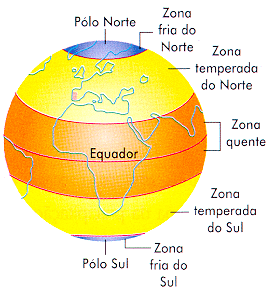 Pólo Norte
Zona
fria do
Norte
Zona
temperada
do Norte
Zona
quente
Equador
Zona
temperada
do Sul
Pólo Sul
Zona
fria do
Sul